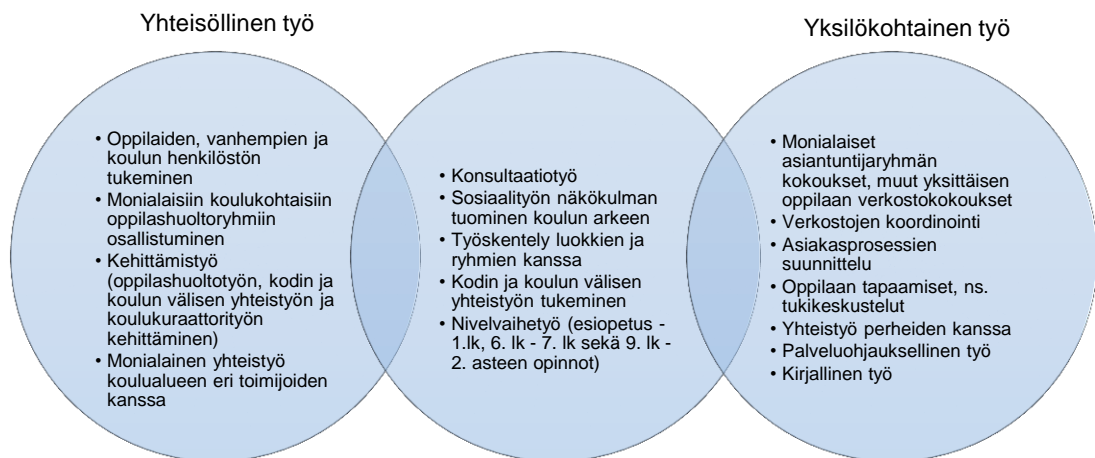 Yhteisöllinen työ
• Oppilaiden, vanhempien ja
koulun henkilöstön
tukeminen
• Monialaisiin koulukohtaisiin
oppilashuoltoryhmiin
osallistuminen
• Kehittämistyö
(oppilashuoltotyön, kodin ja
koulun välisen yhteistyön ja
koulukuraattorityön
kehittäminen)
• Monialainen yhteistyö
koulualueen eri toimijoiden
kanssa
• Konsultaatiotyö
• Sosiaalityön näkökulman
tuominen koulun arkeen
• Työskentely luokkien ja
ryhmien kanssa
• Kodin ja koulun välisen
yhteistyön tukeminen
• Nivelvaihetyö (esiopetus -
1.lk, 6. lk - 7. lk sekä 9. lk -
2. asteen opinnot)
Yksilökohtainen työ
• Monialaiset
asiantuntijaryhmän
kokoukset, muut yksittäisen
oppilaan verkostokokoukset
• Verkostojen koordinointi
• Asiakasprosessien
suunnittelu
• Oppilaan tapaamiset, ns.
tukikeskustelut
• Yhteistyö perheiden kanssa
• Palveluohjauksellinen työ
• Kirjallinen työ